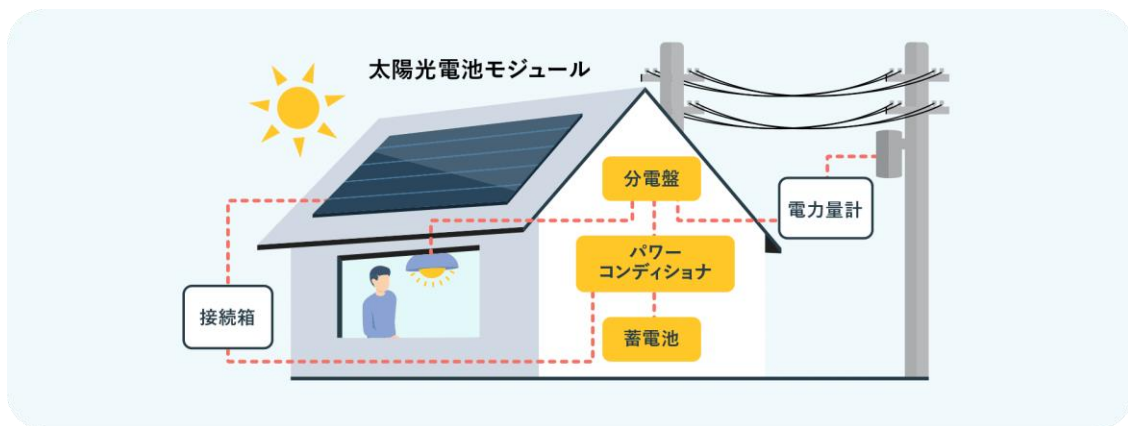 太陽光電池モジュール
分電盤
電力量計
パワー
コンディショナ
接続箱
蓄電池